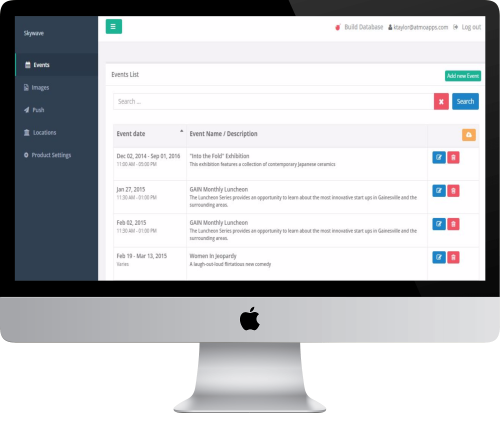 Skywave
Build Database ktaylor@atmoapps.com Log out
Events
Images
Push
Locations
Product Settings
Events List
Add new Event
Search ...
Search
Event date Event Name / Description
Dec 02, 2014 - Sep 01, 2016 "Into the Fold" Exhibition
11:00 AM - 05:00 PM This exhibition features a collection of contemporary Japanese ceramics
Jan 27, 2015 GAIN Monthly Luncheon
11:30 AM - 01:00 PM The Luncheon Series provides an opportunity to learn about the most innovative start ups in Gainesville and the
surrounding areas.
Feb 02, 2015 GAIN Monthly Luncheon
11:30 AM - 01:00 PM The Luncheon Series provides an opportunity to learn about the most innovative start ups in Gainesville and the
surrounding areas.
Feb 19 - Mar 13, 2015 Women In Jeopardy
Varies A laugh-out-loud flirtatious new comedy